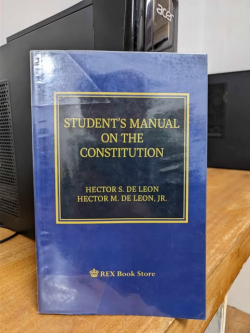 acer
STUDENT'S MANUAL
ON THE
CONSTITUTION
HECTOR S. DE LEON
HECTOR M. DE LEON, JR.
REX Book Store